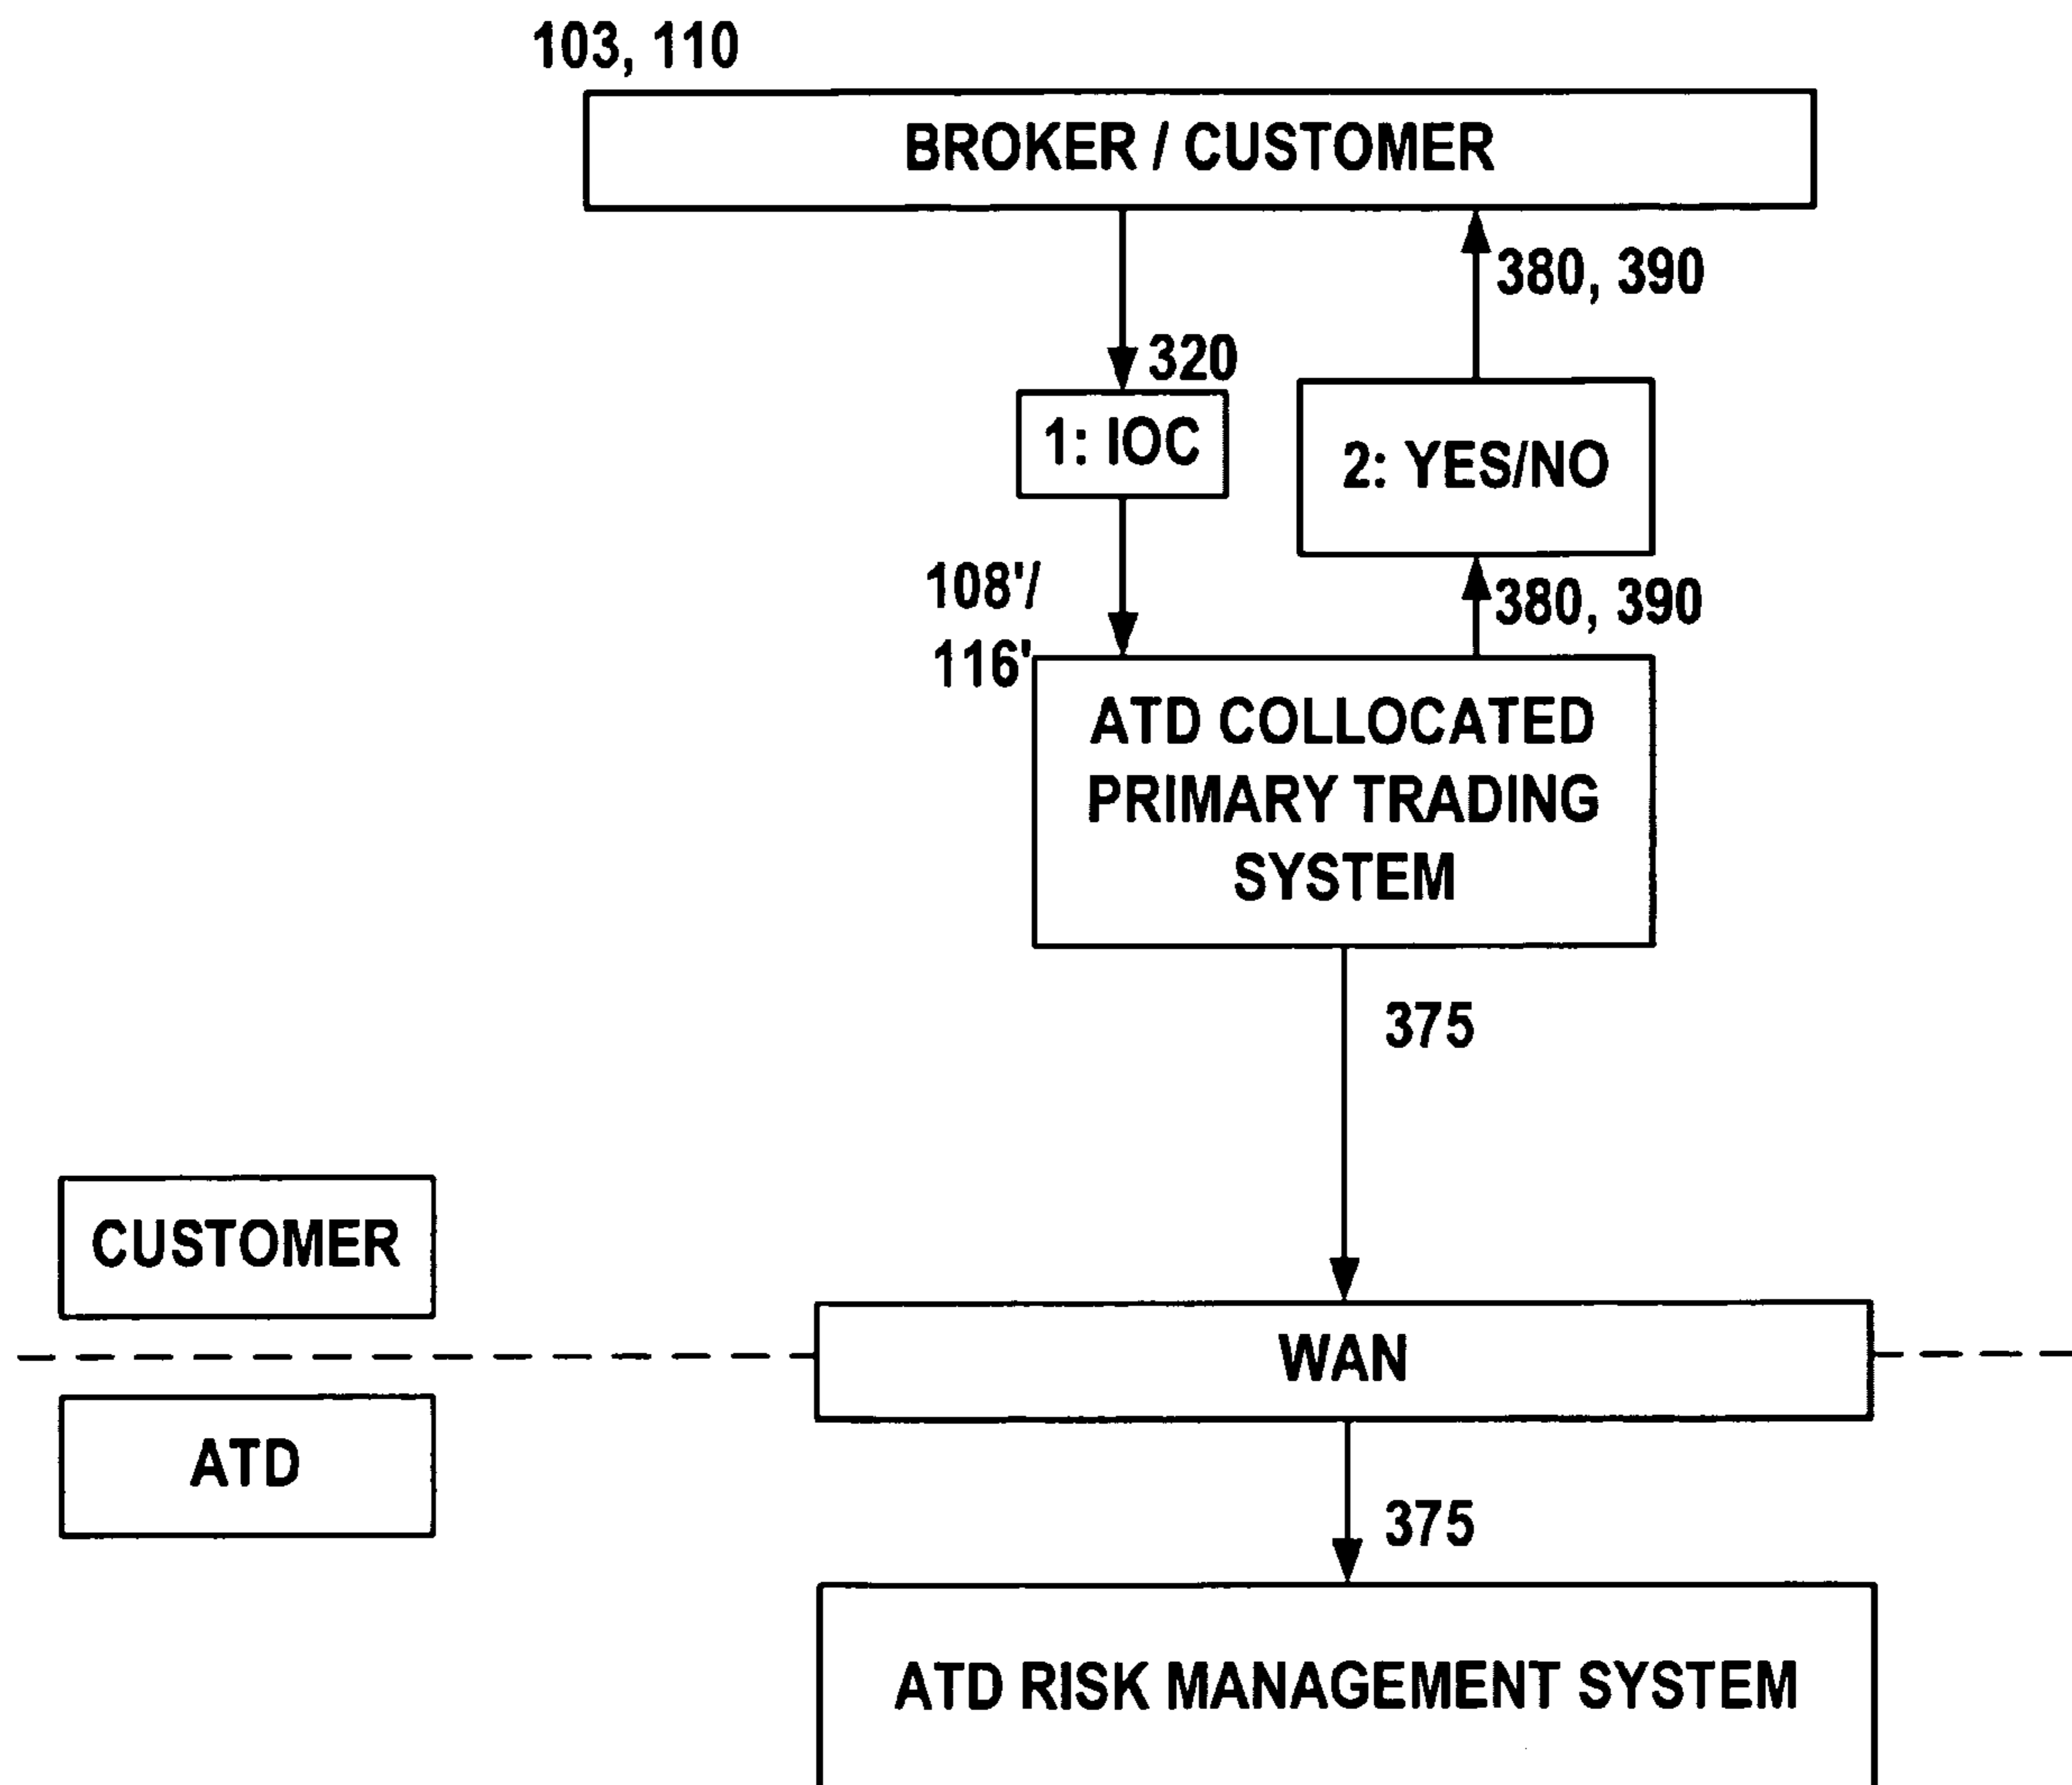 103, 110
BROKER / CUSTOMER
380, 390
320
1: IOC
2: YES/NO
108'/
116'
380, 390
ATD COLLOCATED
PRIMARY TRADING
SYSTEM
375
CUSTOMER
WAN
ATD
375
ATD RISK MANAGEMENT SYSTEM